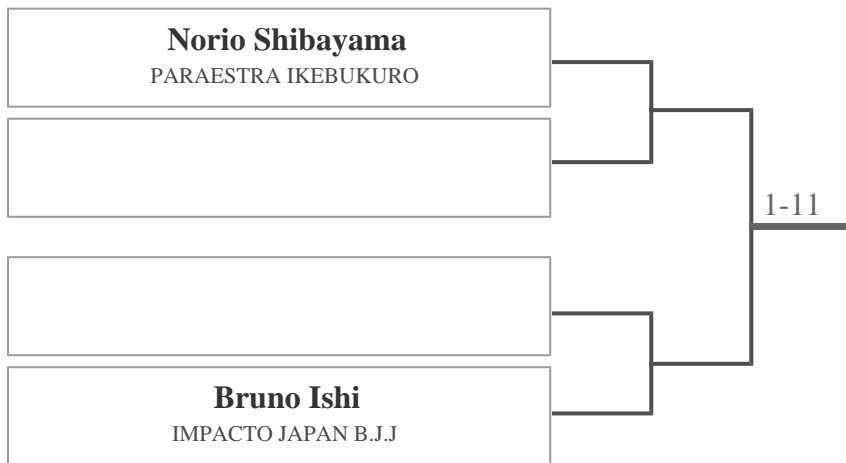 Norio Shibayama
PARAESTRA IKEBUKURO
1-11
Bruno Ishi
IMPACTO JAPAN B.J.J